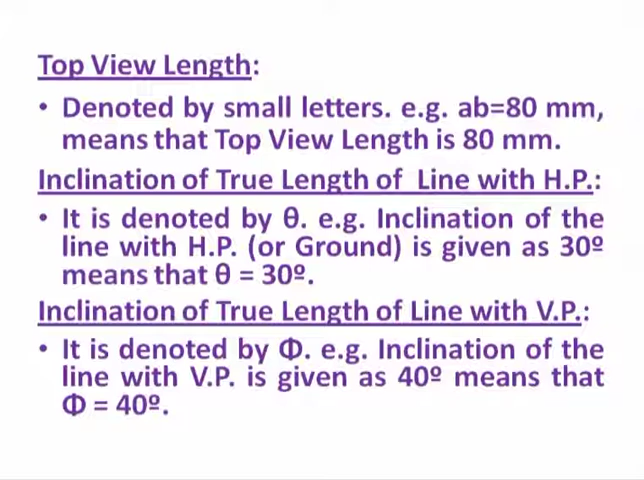 Top View Length:
• Denoted by small letters. e.g. ab=80 mm,
means that Top View Length is 80 mm.
Inclination of True Length of Line with H.P.:
• It is denoted by θ. e.g. Inclination of the
line with H.P. (or Ground) is given as 30º
means that θ = 30º.
Inclination of True Length of Line with V.P.:
• It is denoted by Φ. e.g. Inclination of the
line with V.P. is given as 40º means that
Φ = 40º.